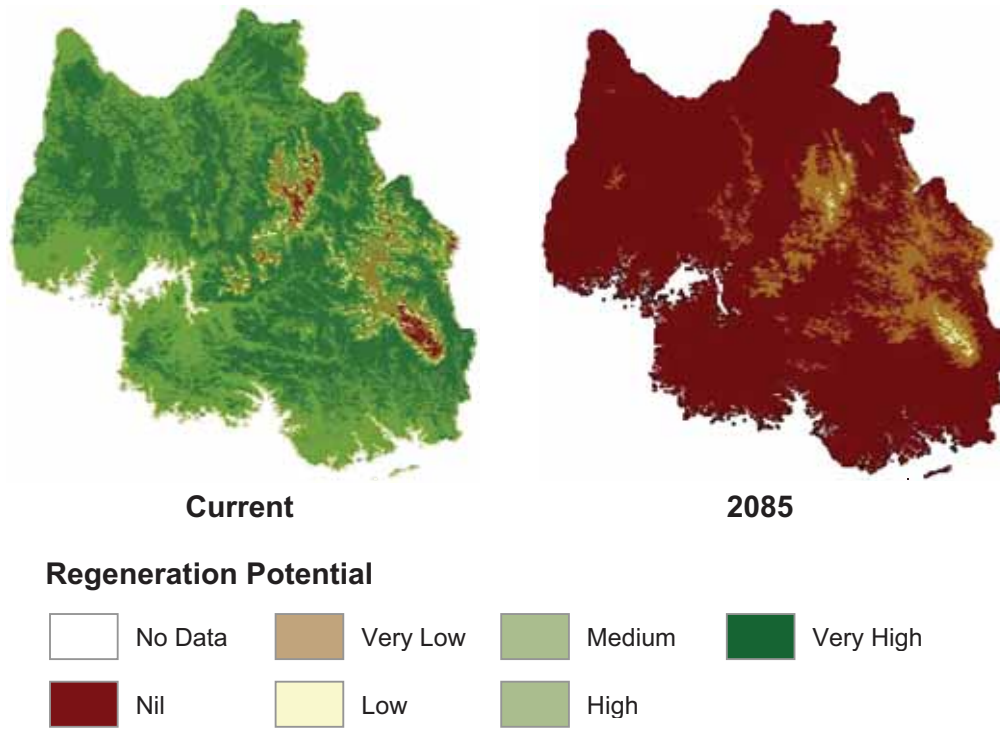 Current 2085
Regeneration Potential
No Data Very Low Medium Very High
Nil Low High